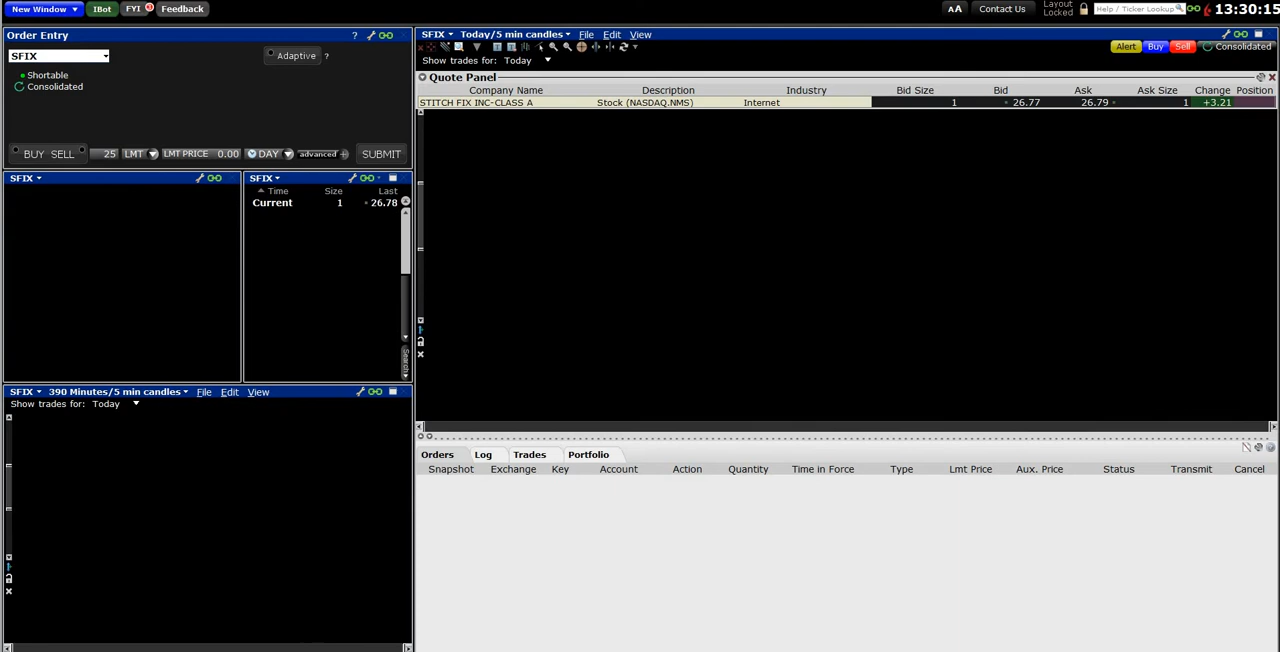 New Window ▼ IBot FYI Feedback
AA Contact Us Layout Locked Help / Ticker Lookup 13:30:15
Order Entry ?
SFIX
Adaptive ?
Shortable
Consolidated
BUY SELL 25 LMT LMT PRICE 0.00 DAY advanced + SUBMIT
SFIX
SFIX
Time Size Last
Current 1 26.78
Search
SFIX 390 Minutes/5 min candles File Edit View
Show trades for: Today
SFIX Today/5 min candles File Edit View
Alert Buy Sell Consolidated
Show trades for: Today
Quote Panel
Company Name Description Industry Bid Size Bid Ask Ask Size Change Position
STITCH FIX INC-CLASS A Stock (NASDAQ.NMS) Internet 1 26.77 26.79 1 +3.21
Orders Log Trades Portfolio
Snapshot Exchange Key Account Action Quantity Time in Force Type Lmt Price Aux. Price Status Transmit Cancel